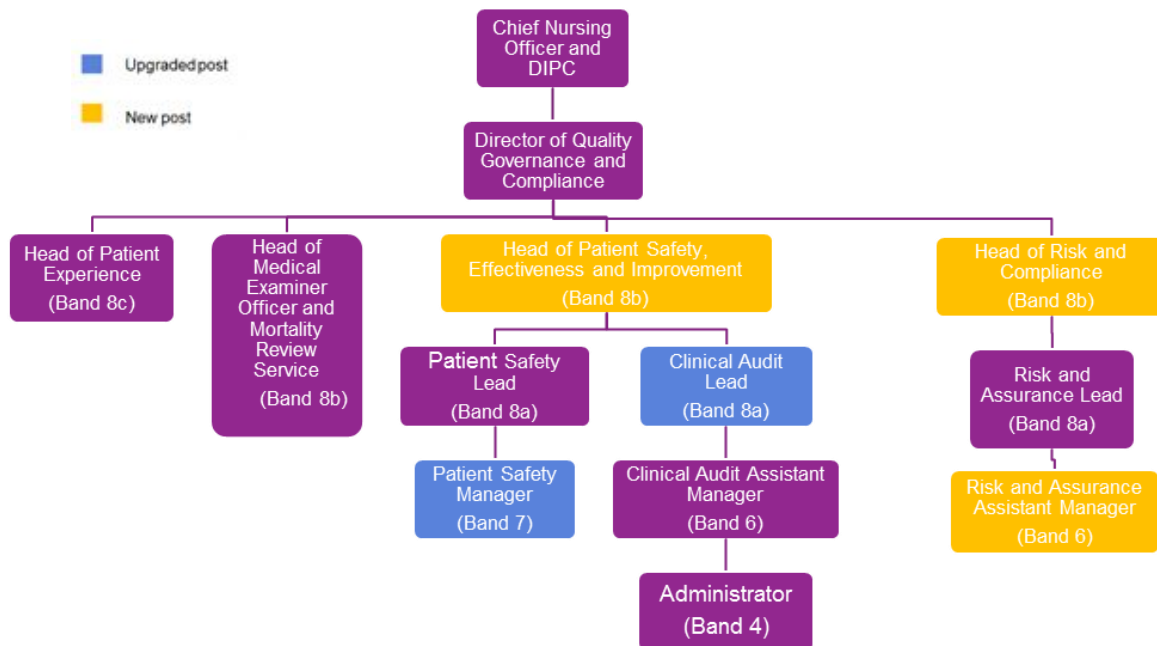 Chief Nursing
Officer and
DIPC
Upgraded post
New post
Director of Quality
Governance and
Compliance
Head of Patient
Experience
(Band 8c)
Head of
Medical
Examiner
Officer and
Mortality
Review
Service
(Band 8b)
Head of Patient Safety,
Effectiveness and Improvement
(Band 8b)
Head of Risk and
Compliance
(Band 8b)
Patient Safety
Lead
(Band 8a)
Clinical Audit
Lead
(Band 8a)
Risk and
Assurance Lead
(Band 8a)
Patient Safety
Manager
(Band 7)
Clinical Audit Assistant
Manager
(Band 6)
Risk and Assurance
Assistant Manager
(Band 6)
Administrator
(Band 4)